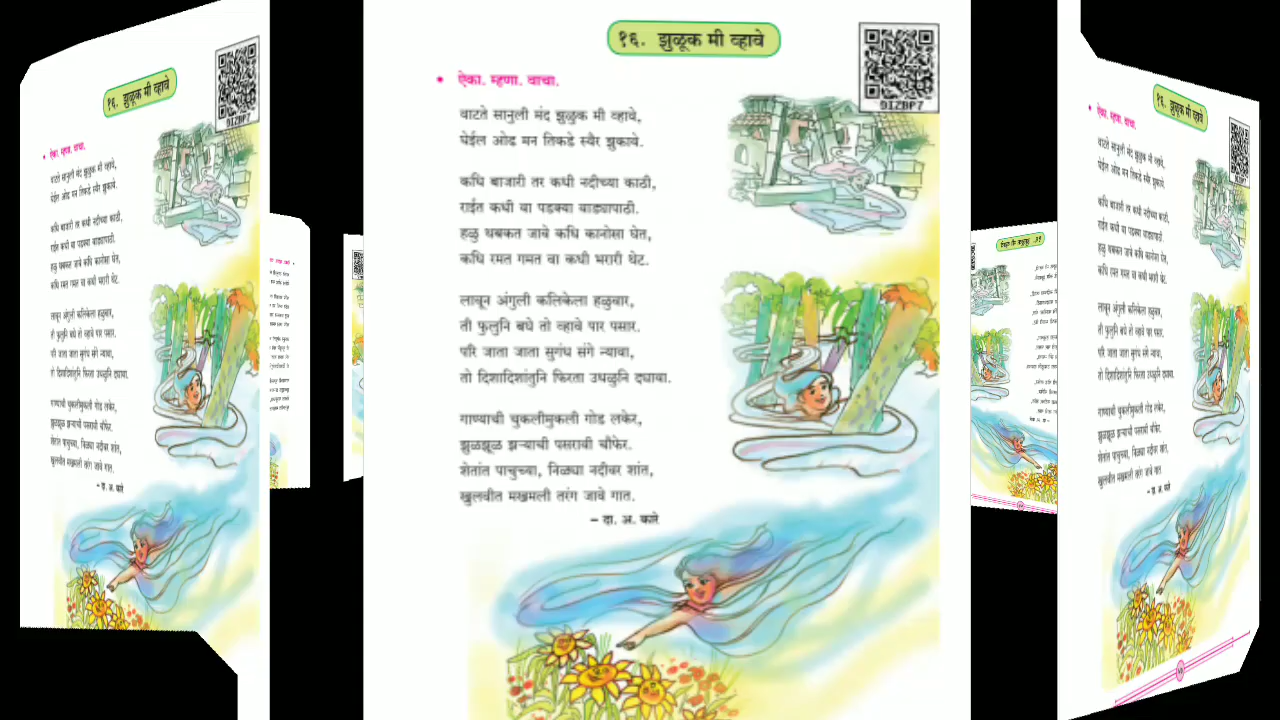 १६. झुळूक मी व्हावे
DIZBF7
• ऐका. म्हणा. वाचा.
वाटते सानुली मंद झुळुक मी व्हावे,
घेईल ओढ मन तिकडे स्वैर झुकावे.
कधि बाजारी तर कधी नदीच्या काठी,
राईत कधी वा पडक्या वाड्यापाठी.
हळु थबकत जावे कधि कानोसा घेत,
कधि रमत गमत वा कधी भरारी थेट.
लावून अंगुली कलिकेला हळुवार,
ती फुलुनि बघे तो व्हावे पार पसार.
परि जाता जाता सुगंध संगे न्यावा,
तो दिशादिशांतुनि फिरता उधळुनि द्यावा.
गाण्याची चुकलीमुकली गोड लकेर,
झुळझुळ झऱ्याची पसरावी चौफेर.
शेतांत पाचुच्या, निळ्या नदीवर शांत,
खुलवीत मखमली तरंग जावे गात.
– दा. अ. कारे